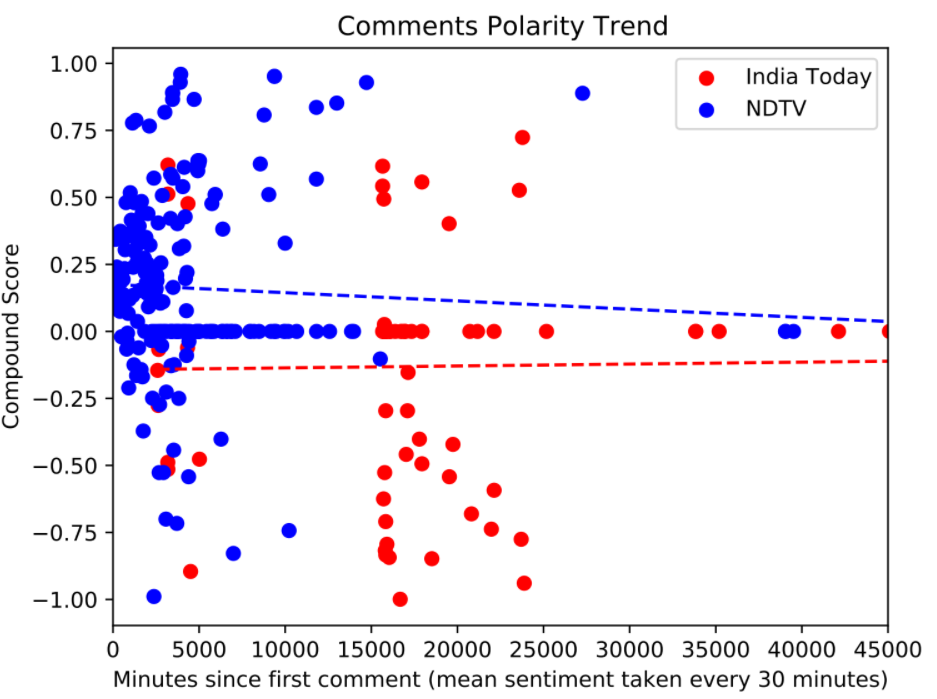 Comments Polarity Trend
Compound Score
1.00
0.75
0.50
0.25
0.00
−0.25
−0.50
−0.75
−1.00
India Today
NDTV
0 5000 10000 15000 20000 25000 30000 35000 40000 45000
Minutes since first comment (mean sentiment taken every 30 minutes)